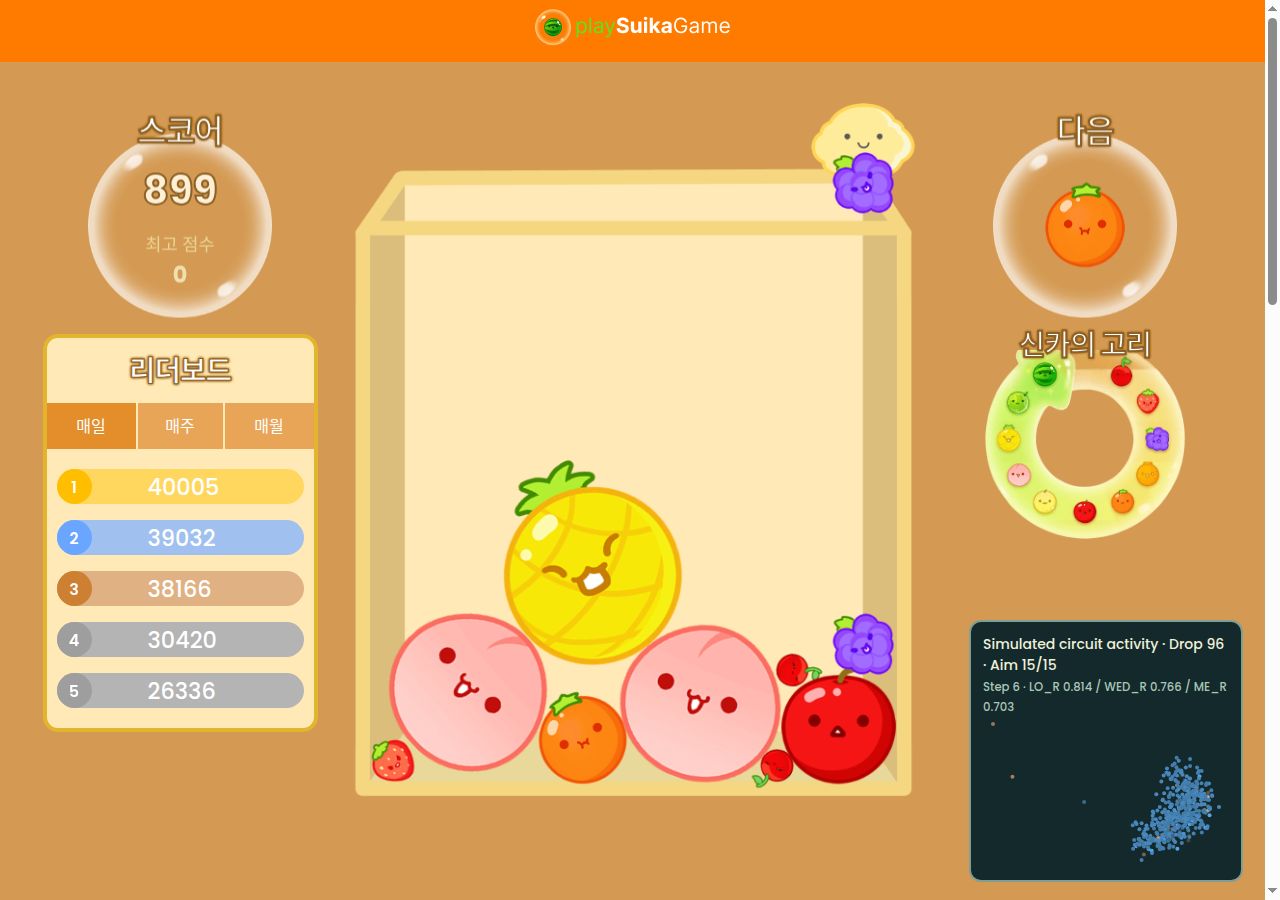 playSuikaGame
스코어
899
최고 점수
0
리더보드
매일 매주 매월
1 40005
2 39032
3 38166
4 30420
5 26336
다음
신카의 고리
Simulated circuit activity · Drop 96
· Aim 15/15
Step 6 · LO_R 0.814 / WED_R 0.766 / ME_R
0.703